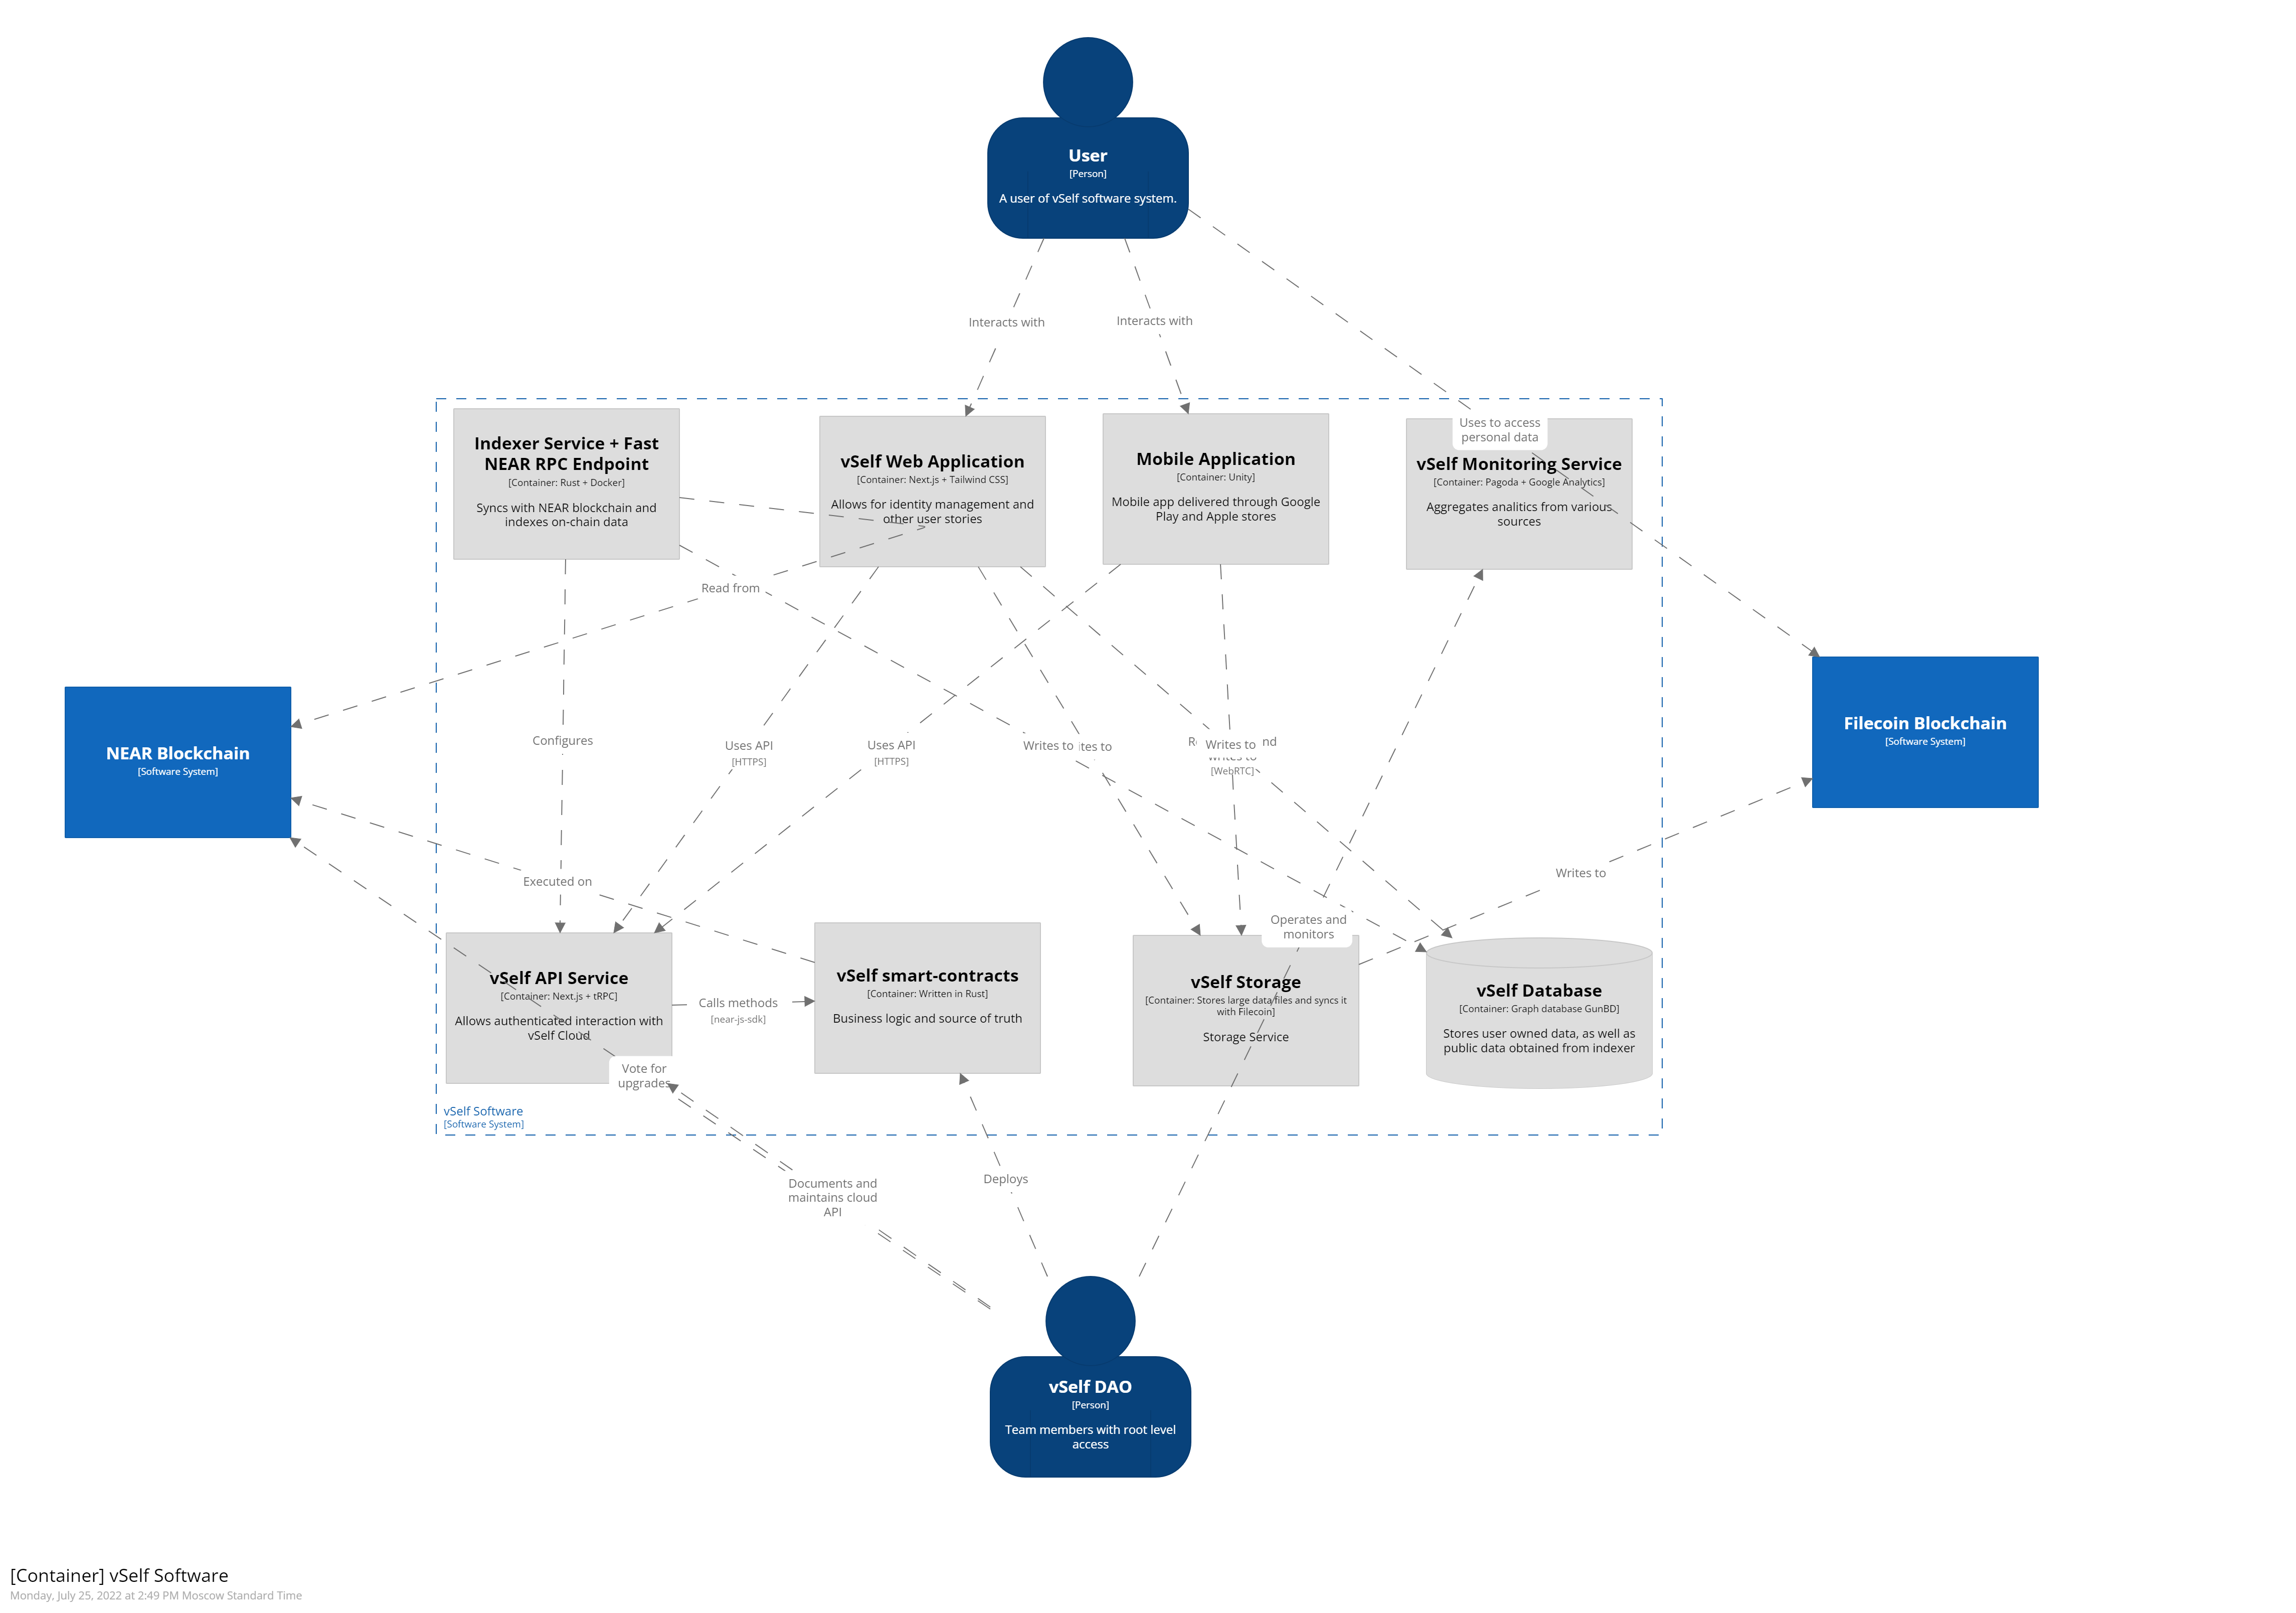 User
[Person]
A user of vSelf software system.
Interacts with
Interacts with
Uses to access
personal data
Indexer Service + Fast
NEAR RPC Endpoint
[Container: Rust + Docker]
Syncs with NEAR blockchain and
indexes on-chain data
vSelf Web Application
[Container: Next.js + Tailwind CSS]
Allows for identity management and
other user stories
Mobile Application
[Container: Unity]
Mobile app delivered through Google
Play and Apple stores
vSelf Monitoring Service
[Container: Pagoda + Google Analytics]
Aggregates analitics from various
sources
Read from
NEAR Blockchain
[Software System]
Filecoin Blockchain
[Software System]
Configures
Uses API
[HTTPS]
Uses API
[HTTPS]
Writes to
Writes to
[WebRTC]
Executed on
Writes to
Operates and
monitors
vSelf API Service
[Container: Next.js + tRPC]
Allows authenticated interaction with
vSelf Cloud
Calls methods
[near-js-sdk]
vSelf smart-contracts
[Container: Written in Rust]
Business logic and source of truth
vSelf Storage
[Container: Stores large data files and syncs it
with Filecoin]
Storage Service
vSelf Database
[Container: Graph database GunBD]
Stores user owned data, as well as
public data obtained from indexer
Vote for
upgrades
vSelf Software
[Software System]
Documents and
maintains cloud
API
Deploys
vSelf DAO
[Person]
Team members with root level
access
[Container] vSelf Software
Monday, July 25, 2022 at 2:49 PM Moscow Standard Time